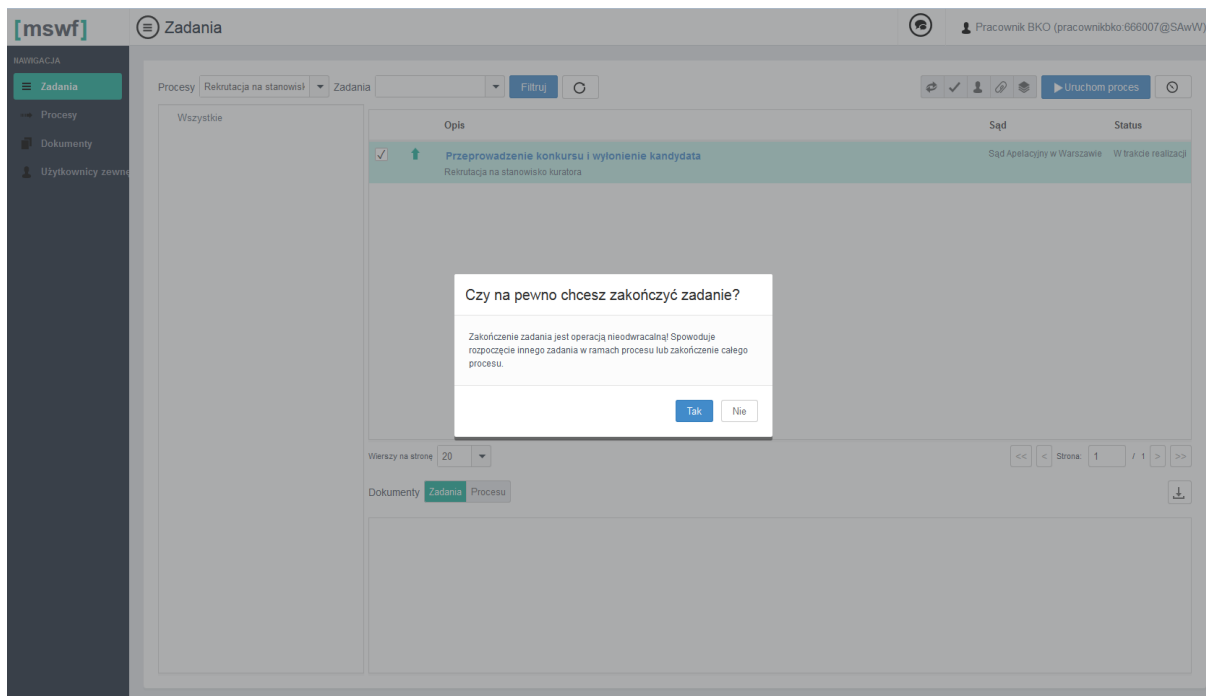 [mswf]
Zadania
Pracownik BKO (pracownikbko:666007@SAwW)
NAWIGACJA
Zadania
Procesy
Dokumenty
Użytkownicy zewnę
Procesy Rekrutacja na stanowisk Zadania Filtruj Uruchom proces
Wszystkie
Opis Sąd Status
Przeprowadzenie konkursu i wyłonienie kandydata Sąd Apelacyjny w Warszawie W trakcie realizacji
Rekrutacja na stanowisko kuratora
Czy na pewno chcesz zakończyć zadanie?
Zakończenie zadania jest operacją nieodwracalną! Spowoduje
rozpoczęcie innego zadania w ramach procesu lub zakończenie całego
procesu.
Tak Nie
Wierszy na stronę 20 << < Strona: 1 / 1 > >>
Dokumenty Zadania Procesu